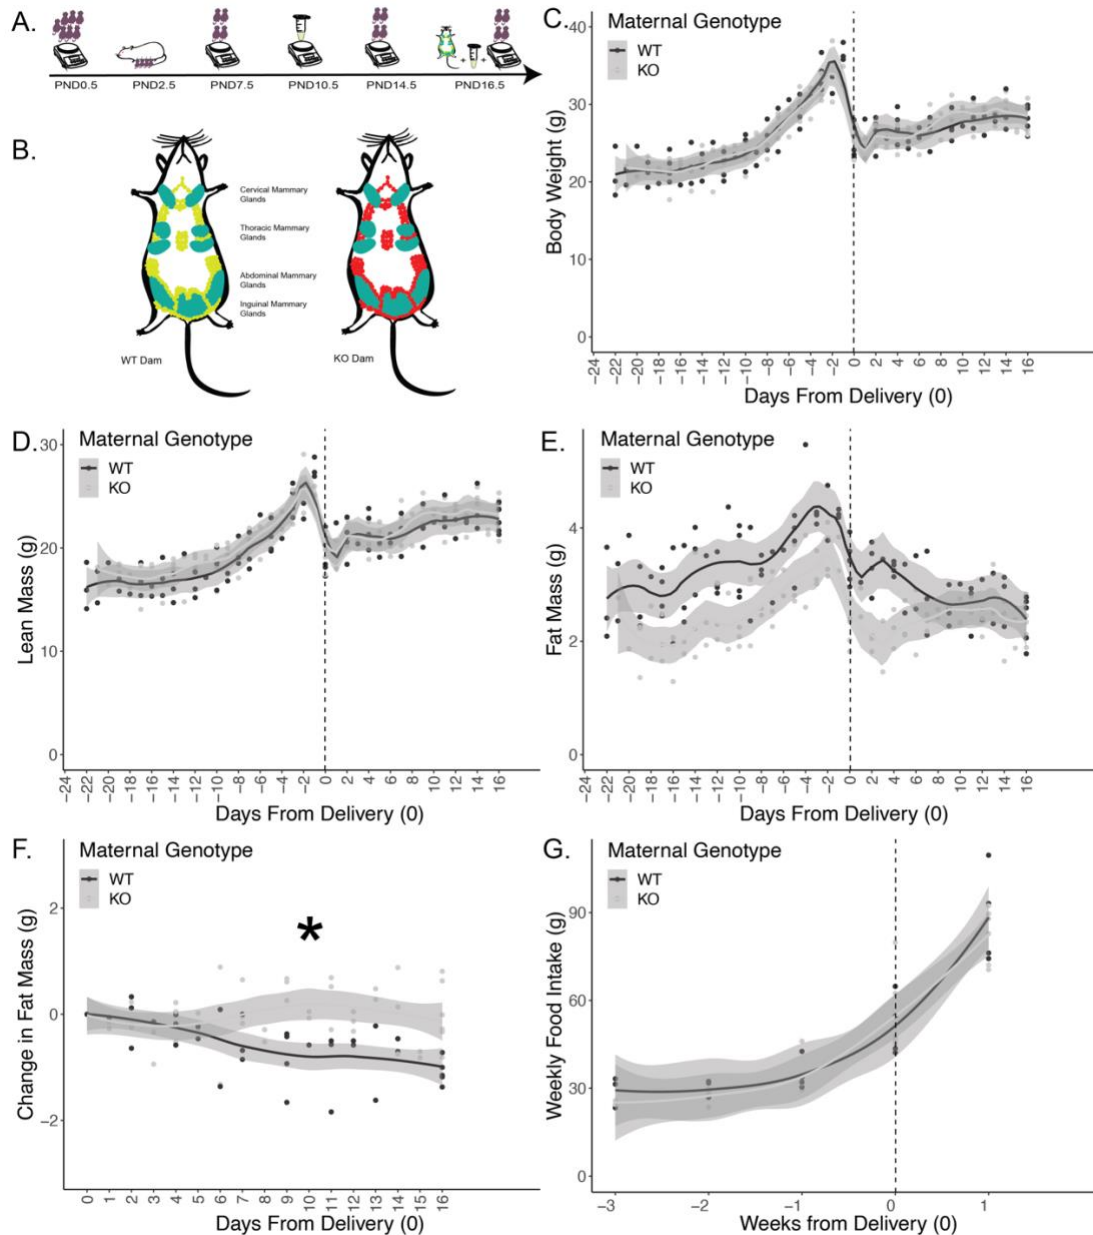 A.
PND0.5 PND2.5 PND7.5 PND10.5 PND14.5 PND16.5
B.
Cervical Mammary
Glands
Thoracic Mammary
Glands
Abdominal Mammary
Glands
Inguinal Mammary
Glands
WT Dam
KO Dam
C.
Maternal Genotype
WT
KO
Body Weight (g)
40
30
20
10
0
−24 −22 −20 −18 −16 −14 −12 −10 −8 −6 −4 −2 0 2 4 6 8 10 12 14 16
Days From Delivery (0)
D.
Maternal Genotype
WT
KO
Lean Mass (g)
30
20
10
0
−24 −22 −20 −18 −16 −14 −12 −10 −8 −6 −4 −2 0 2 4 6 8 10 12 14 16
Days From Delivery (0)
E.
Maternal Genotype
WT
KO
Fat Mass (g)
4
2
0
−24 −22 −20 −18 −16 −14 −12 −10 −8 −6 −4 −2 0 2 4 6 8 10 12 14 16
Days From Delivery (0)
F.
Maternal Genotype
WT
KO
*
Change in Fat Mass (g)
2
0
−2
0 1 2 3 4 5 6 7 8 9 10 11 12 13 14 15 16
Days From Delivery (0)
G.
Maternal Genotype
WT
KO
Weekly Food Intake (g)
90
60
30
0
−3 −2 −1 0 1
Weeks from Delivery (0)